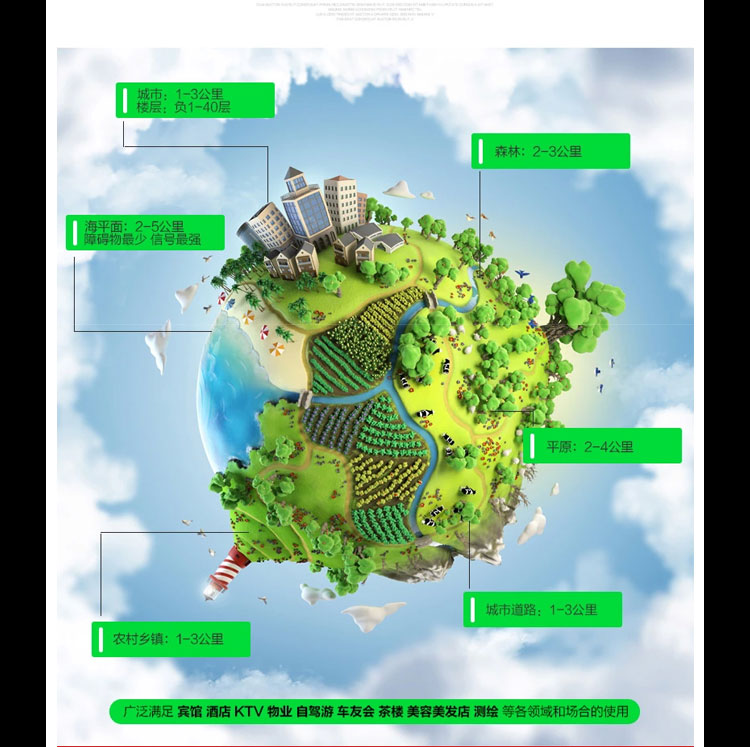 城市：1-3公里
楼层：负1-40层
森林：2-3公里
海平面：2-5公里
障碍物最少 信号最强
平原：2-4公里
城市道路：1-3公里
农村乡镇：1-3公里
广泛满足 宾馆 酒店 KTV 物业 自驾游 车友会 茶楼 美容美发店 测绘 等各领域和场合的使用